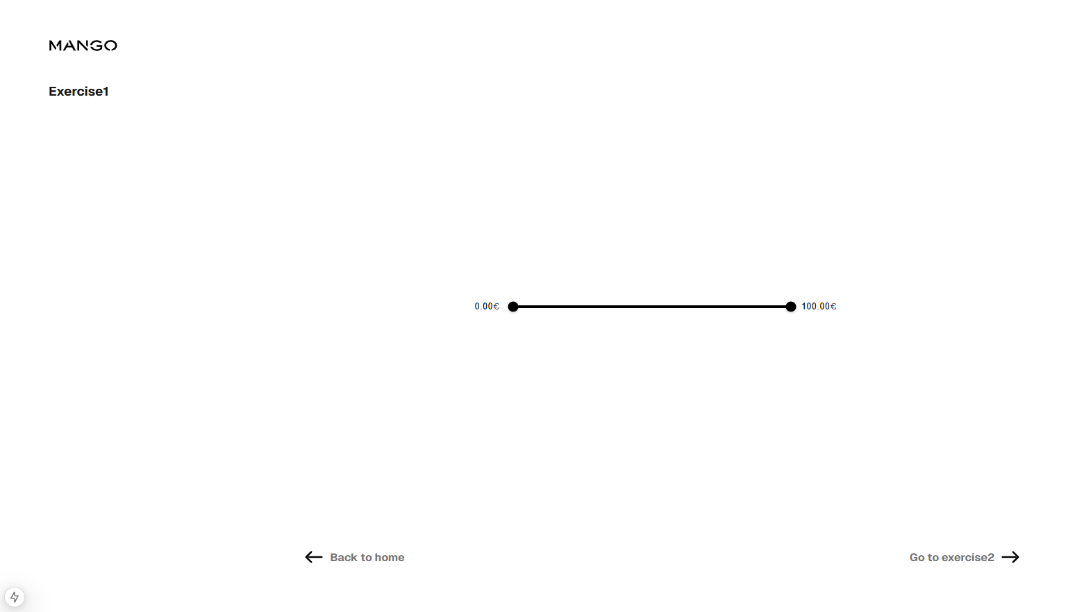 MANGO
Exercise1
0.00€
100.00€
Back to home
Go to exercise2